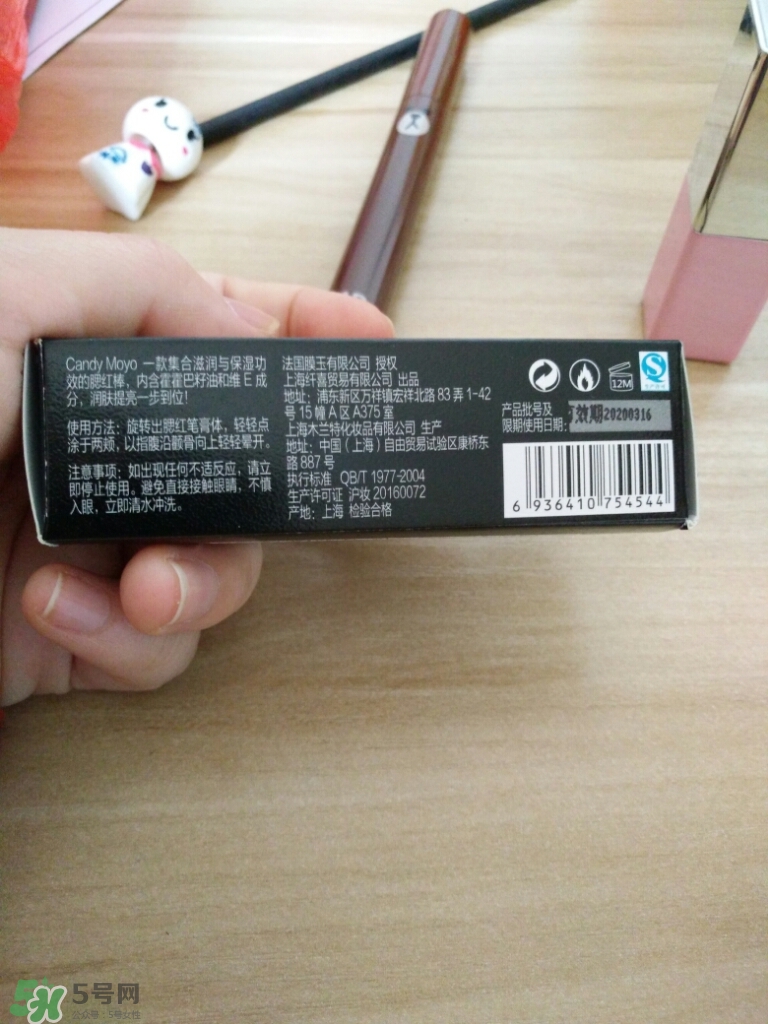 Candy Moyo 一款集合滋润与保湿功
效的腮红棒，内含霍霍巴籽油和维 E 成
分，润肤提亮一步到位！
使用方法：旋转出腮红笔膏体，轻轻点
涂于两颊，以指腹沿颧骨向上轻轻晕开。
注意事项：如出现任何不适反应，请立
即停止使用。避免直接接触眼睛，不慎
入眼，立即清水冲洗。
法国膜玉有限公司 授权
上海纤喜贸易有限公司 出品
地址：浦东新区万祥镇宏祥北路 83 弄 1-42
号 15 幢 A 区 A375 室
上海木兰特化妆品有限公司 生产
地址：中国（上海）自由贸易试验区康桥东
路 887 号
执行标准 QB/T 1977-2004
生产许可证 沪妆 20160072
产地：上海 检验合格
12M
产品批号及
限期使用日期:
效期20200316
6 936410 754544
5号网
公众号：5号女性